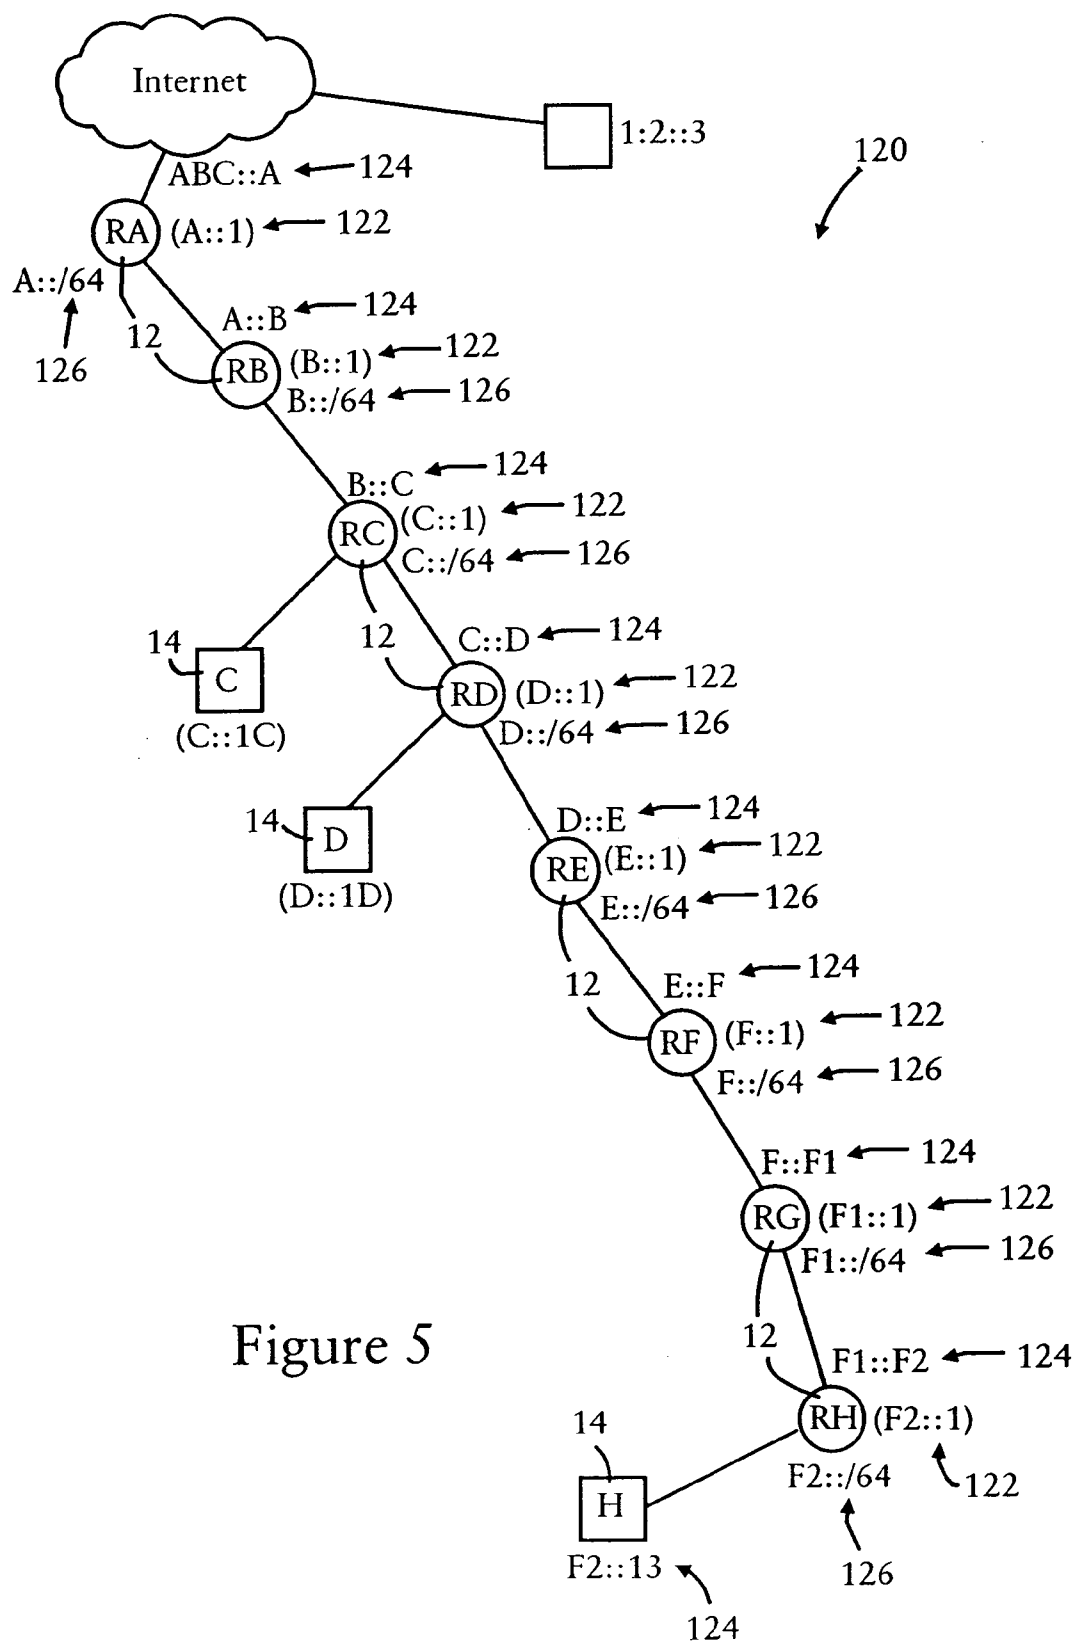 Internet
1:2::3
120
ABC::A 124
RA (A::1) 122
A::/64
126
12
A::B 124
RB (B::1) 122
B::/64 126
B::C 124
RC (C::1) 122
C::/64 126
14
C
(C::1C)
12
C::D 124
RD (D::1) 122
D::/64 126
14
D
(D::1D)
D::E 124
RE (E::1) 122
E::/64 126
12
E::F 124
RF (F::1) 122
F::/64 126
F::F1 124
RG (F1::1) 122
F1::/64 126
12
F1::F2 124
RH (F2::1)
122
F2::/64
126
14
H
F2::13
124
Figure 5